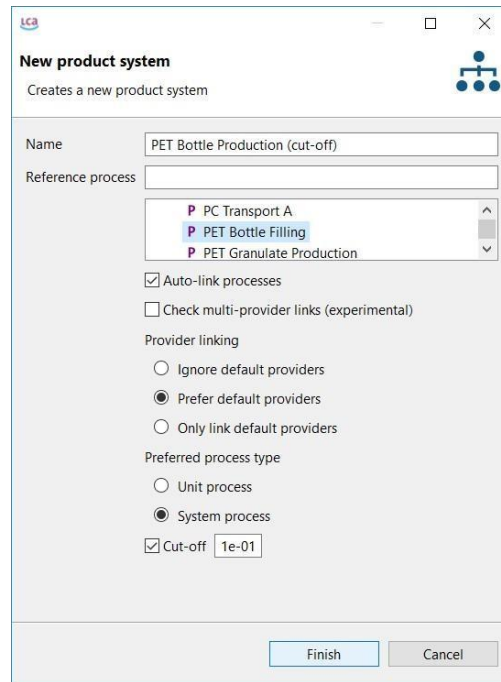 LCA
New product system
Creates a new product system
Name PET Bottle Production (cut-off)
Reference process
P PC Transport A
P PET Bottle Filling
P PET Granulate Production
Auto-link processes
Check multi-provider links (experimental)
Provider linking
Ignore default providers
Prefer default providers
Only link default providers
Preferred process type
Unit process
System process
Cut-off 1e-01
Finish Cancel